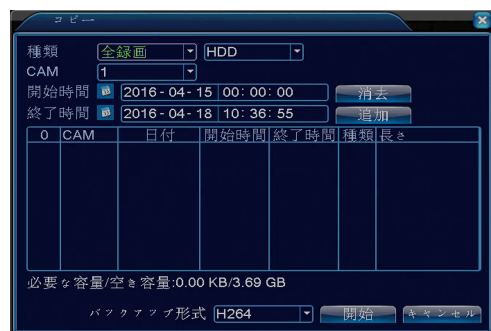 コピー
種類 全録画 HDD
CAM 1
開始時間 2016-04-15 00:00:00 消去
終了時間 2016-04-18 10:36:55 追加
0 CAM 日付 開始時間 終了時間 種類 長さ
必要な容量/空き容量:0.00 KB/3.69 GB
バックアップ形式 H264 開始 キャンセル